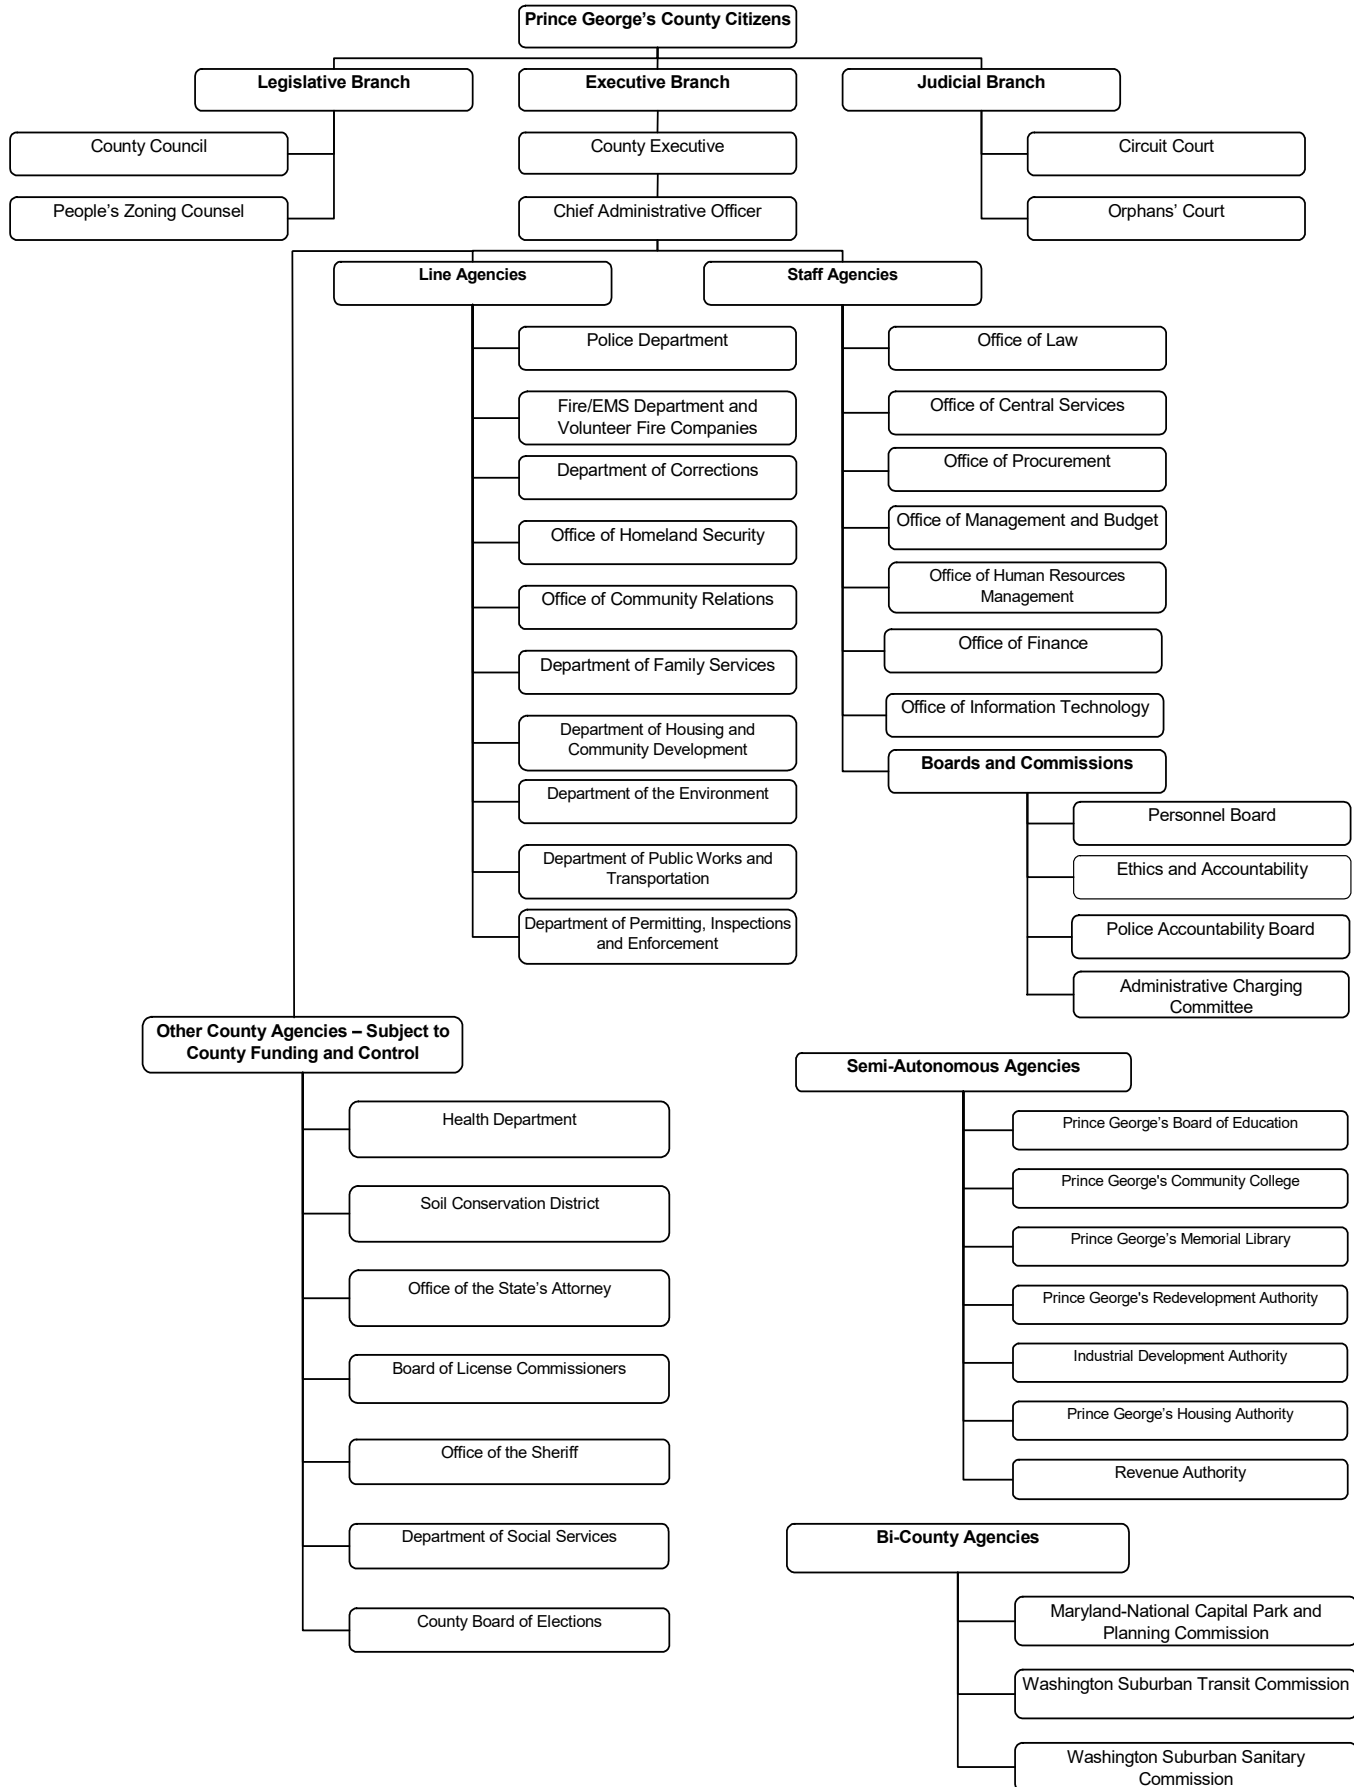 Prince George’s County Citizens
Legislative Branch
Executive Branch
Judicial Branch
County Council
County Executive
Circuit Court
People’s Zoning Counsel
Chief Administrative Officer
Orphans’ Court
Line Agencies
Staff Agencies
Police Department
Fire/EMS Department and
Volunteer Fire Companies
Department of Corrections
Office of Homeland Security
Office of Community Relations
Department of Family Services
Department of Housing and
Community Development
Department of the Environment
Department of Public Works and
Transportation
Department of Permitting, Inspections
and Enforcement
Office of Law
Office of Central Services
Office of Procurement
Office of Management and Budget
Office of Human Resources
Management
Office of Finance
Office of Information Technology
Boards and Commissions
Personnel Board
Ethics and Accountability
Police Accountability Board
Administrative Charging
Committee
Other County Agencies – Subject to
County Funding and Control
Health Department
Soil Conservation District
Office of the State’s Attorney
Board of License Commissioners
Office of the Sheriff
Department of Social Services
County Board of Elections
Semi-Autonomous Agencies
Prince George’s Board of Education
Prince George's Community College
Prince George’s Memorial Library
Prince George's Redevelopment Authority
Industrial Development Authority
Prince George’s Housing Authority
Revenue Authority
Bi-County Agencies
Maryland-National Capital Park and
Planning Commission
Washington Suburban Transit Commission
Washington Suburban Sanitary
Commission